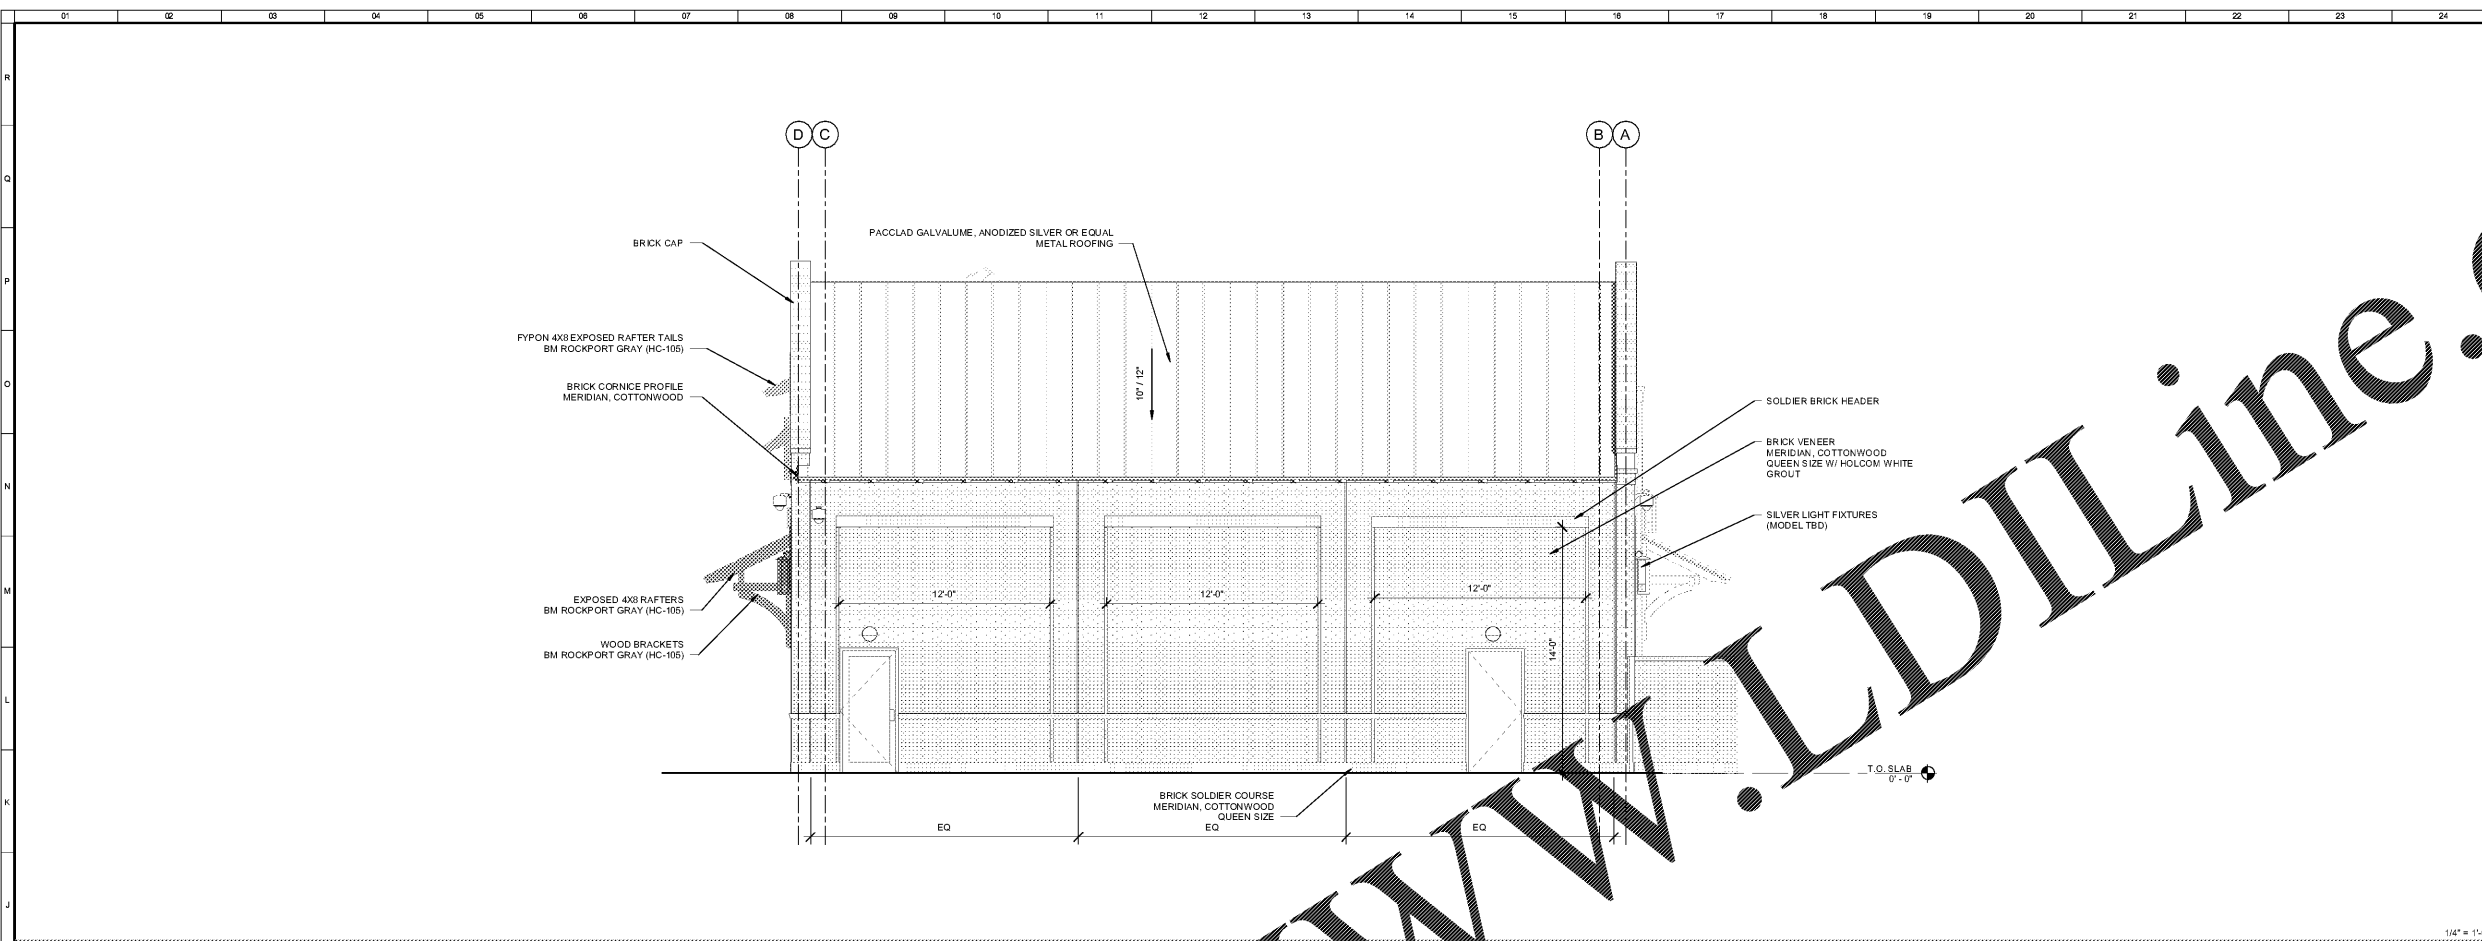 01 02 03 04 05 06 07 08 09 10 11 12 13 14 15 16 17 18 19 20 21 22 23 24
R
Q
P
O
N
M
L
K
J
D C B A
BRICK CAP
PACCLAD GALVALUME, ANODIZED SILVER OR EQUAL
METAL ROOFING
FYPON 4X8 EXPOSED RAFTER TAILS
BM ROCKPORT GRAY (HC-105)
BRICK CORNICE PROFILE
MERIDIAN, COTTONWOOD
10" / 12"
SOLDIER BRICK HEADER
BRICK VENEER
MERIDIAN, COTTONWOOD
QUEEN SIZE W/ HOLCOM WHITE
GROUT
SILVER LIGHT FIXTURES
(MODEL TBD)
12'-0" 12'-0" 12'-0"
14'-0"
EXPOSED 4X8 RAFTERS
BM ROCKPORT GRAY (HC-105)
WOOD BRACKETS
BM ROCKPORT GRAY (HC-105)
T.O. SLAB
0' - 0"
BRICK SOLDIER COURSE
MERIDIAN, COTTONWOOD
QUEEN SIZE
EQ EQ EQ
www.LDILine.
1/4" = 1'-